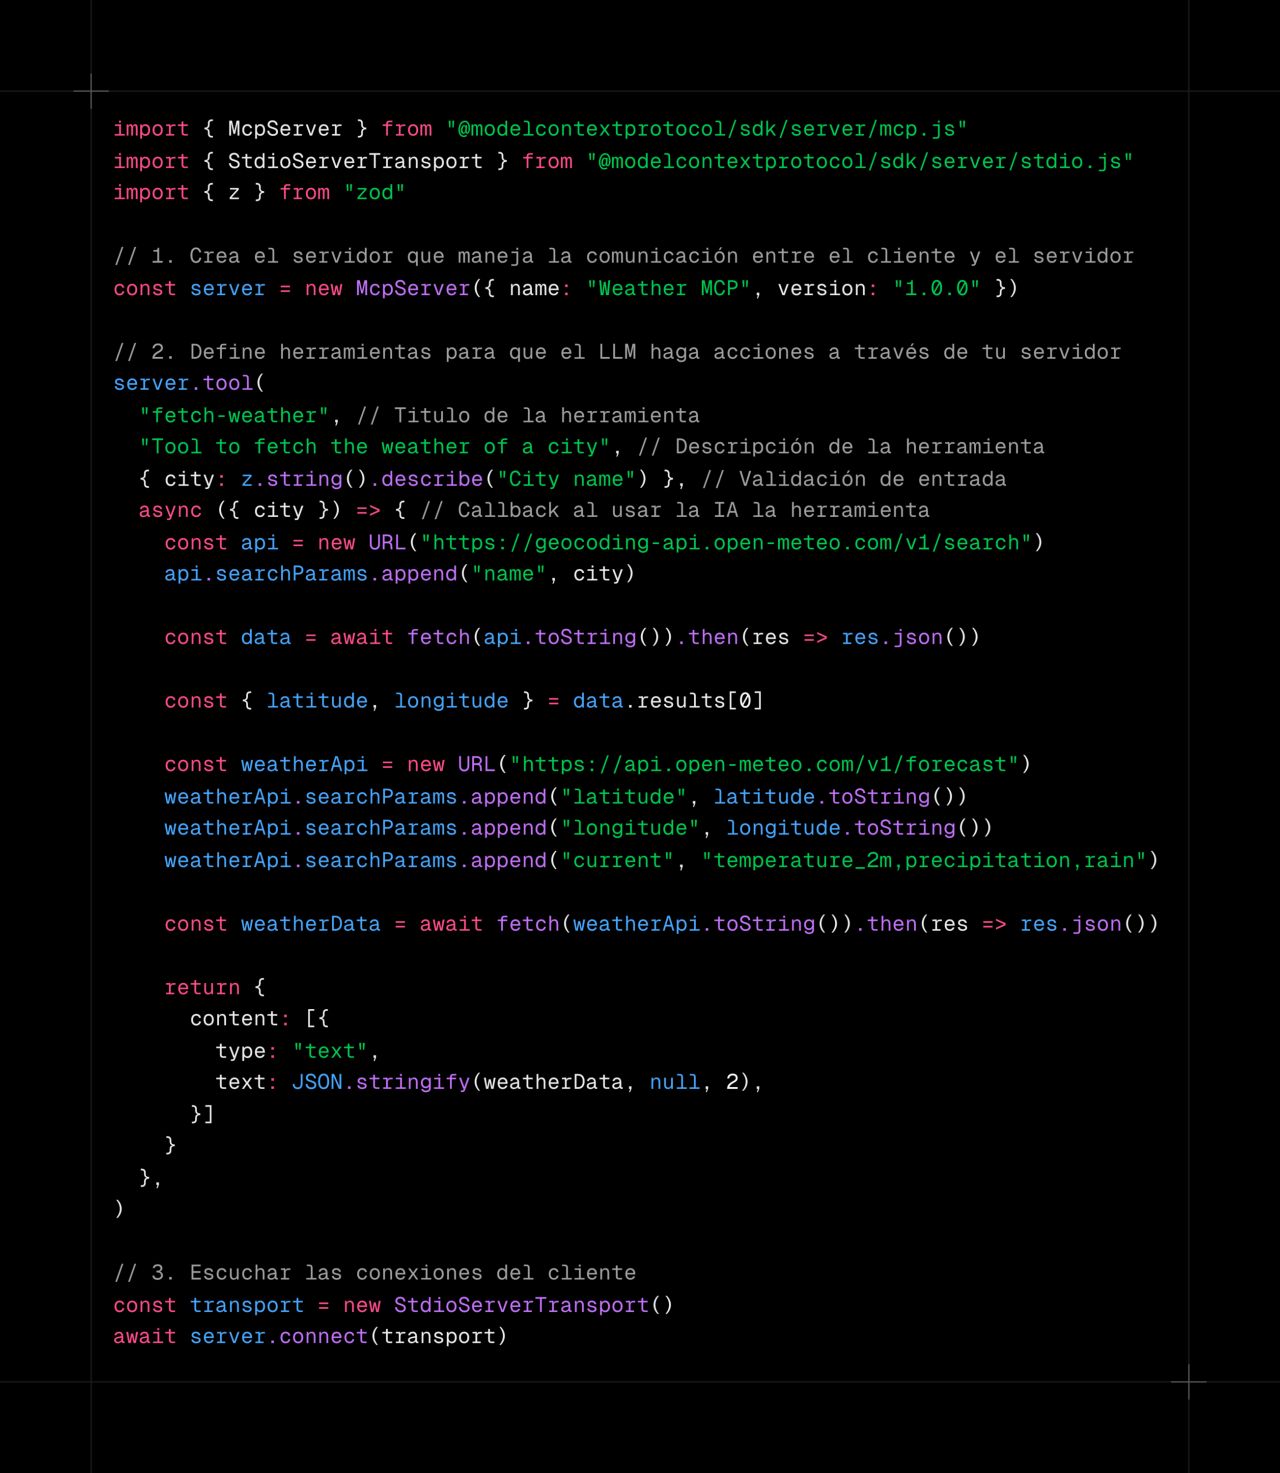 import { McpServer } from "@modelcontextprotocol/sdk/server/mcp.js"
import { StdioServerTransport } from "@modelcontextprotocol/sdk/server/stdio.js"
import { z } from "zod"

// 1. Crea el servidor que maneja la comunicación entre el cliente y el servidor
const server = new McpServer({ name: "Weather MCP", version: "1.0.0" })

// 2. Define herramientas para que el LLM haga acciones a través de tu servidor
server.tool(
  "fetch-weather", // Titulo de la herramienta
  "Tool to fetch the weather of a city", // Descripción de la herramienta
  { city: z.string().describe("City name") }, // Validación de entrada
  async ({ city }) => { // Callback al usar la IA la herramienta
    const api = new URL("https://geocoding-api.open-meteo.com/v1/search")
    api.searchParams.append("name", city)

    const data = await fetch(api.toString()).then(res => res.json())

    const { latitude, longitude } = data.results[0]

    const weatherApi = new URL("https://api.open-meteo.com/v1/forecast")
    weatherApi.searchParams.append("latitude", latitude.toString())
    weatherApi.searchParams.append("longitude", longitude.toString())
    weatherApi.searchParams.append("current", "temperature_2m,precipitation,rain")

    const weatherData = await fetch(weatherApi.toString()).then(res => res.json())

    return {
      content: [{
        type: "text",
        text: JSON.stringify(weatherData, null, 2),
      }]
    }
  },
)

// 3. Escuchar las conexiones del cliente
const transport = new StdioServerTransport()
await server.connect(transport)